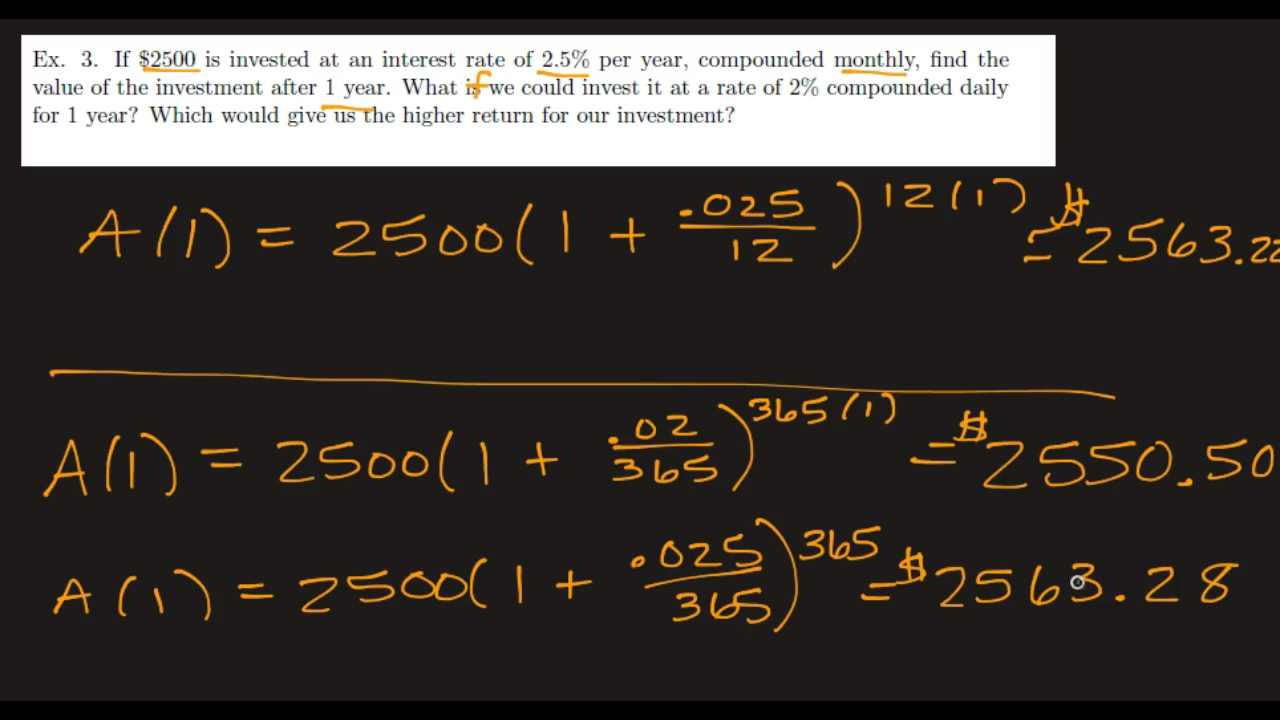 Ex. 3. If $2500 is invested at an interest rate of 2.5% per year, compounded monthly, find the
value of the investment after 1 year. What if we could invest it at a rate of 2% compounded daily
for 1 year? Which would give us the higher return for our investment?
A(1) = 2500(1 + .025/12)^12(1) = $2563.22
A(1) = 2500(1 + .02/365)^365(1) = $2550.50
A(1) = 2500(1 + .025/365)^365 = $2563.28